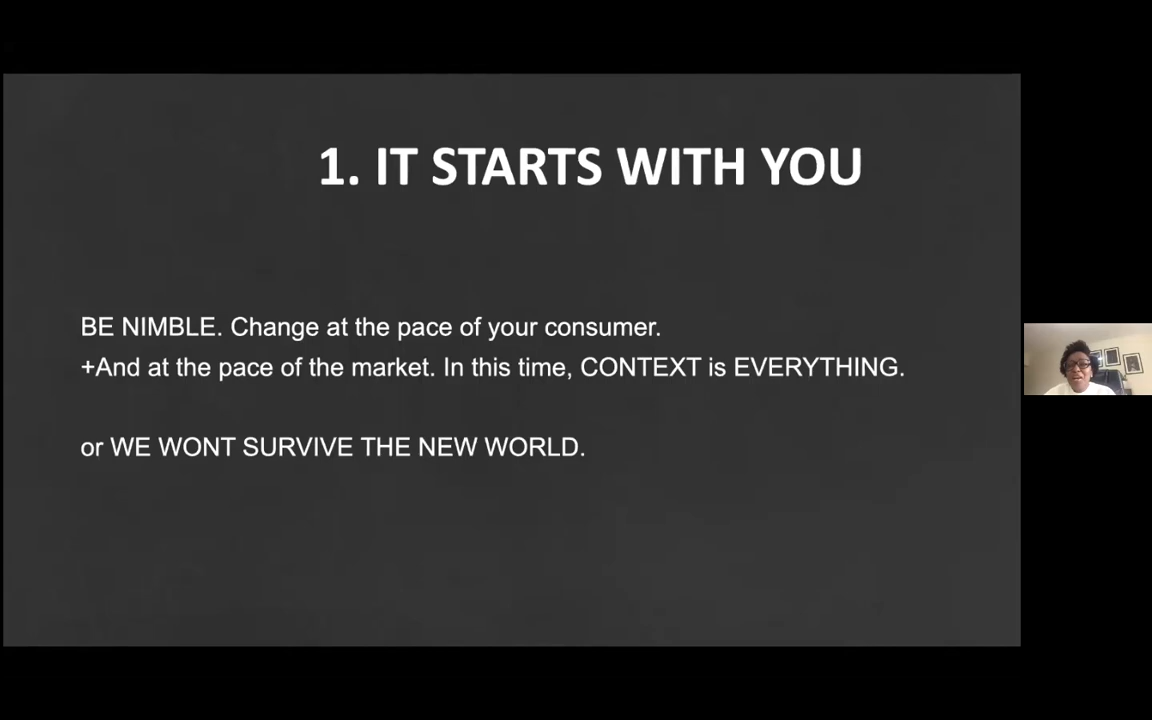 1. IT STARTS WITH YOU
BE NIMBLE. Change at the pace of your consumer.
+And at the pace of the market. In this time, CONTEXT is EVERYTHING.
or WE WONT SURVIVE THE NEW WORLD.